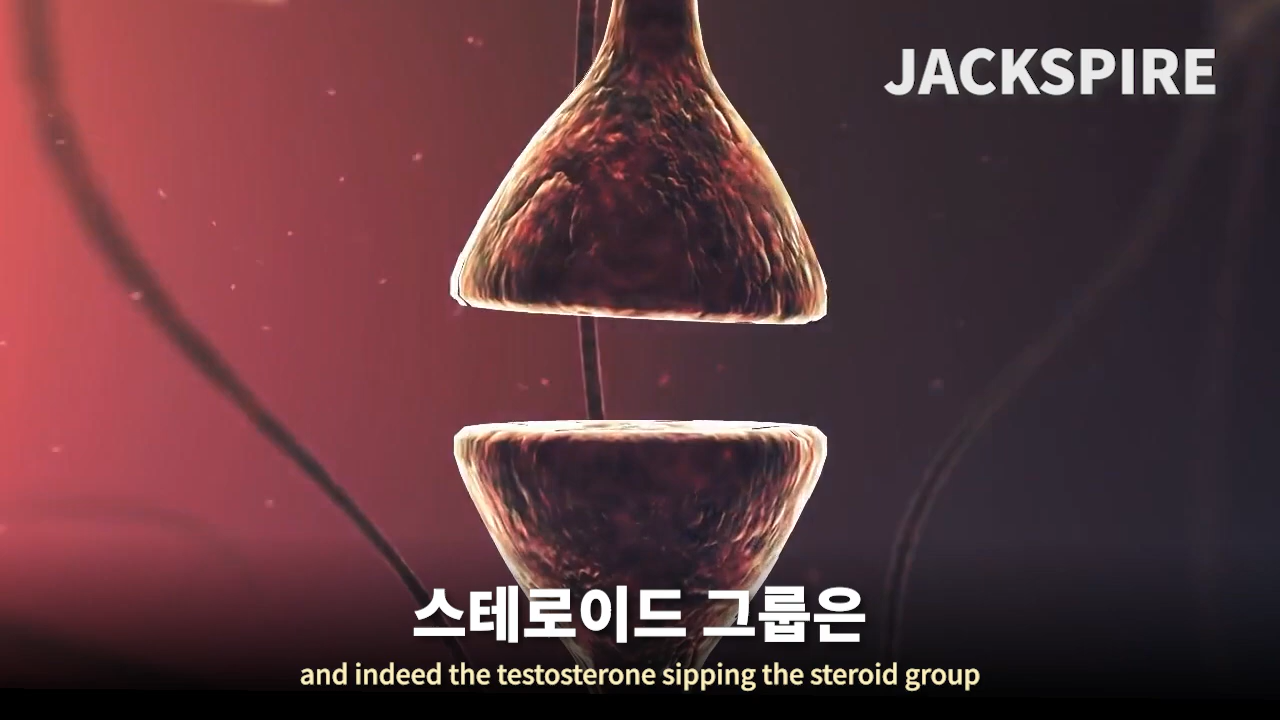 JACKSPIRE
스테로이드 그룹은
and indeed the testosterone sipping the steroid group